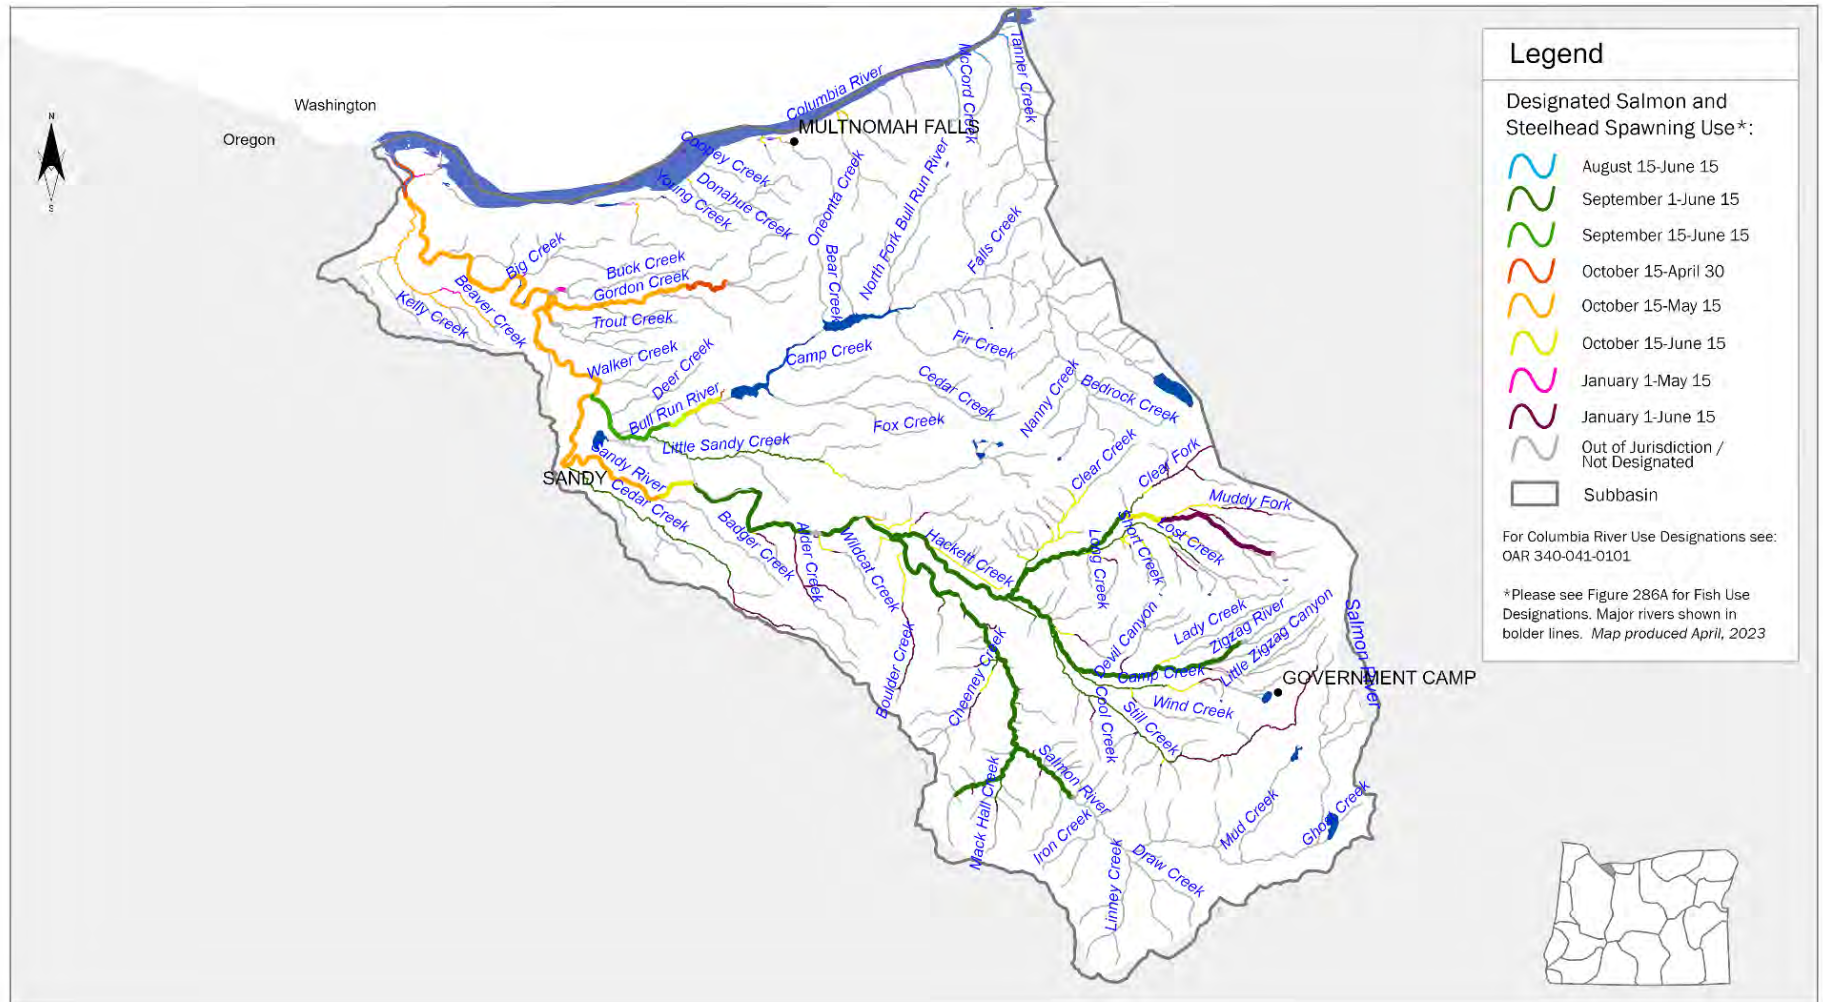 Washington
Oregon
N
S
Columbia River
MULTNOMAH FALLS
McCord Creek
Tanner Creek
Coopey Creek
Donahue Creek
Young Creek
Oneonta Creek
North Fork Bull Run River
Bear Creek
Falls Creek
Big Creek
Buck Creek
Gordon Creek
Beaver Creek
Kelly Creek
Trout Creek
Walker Creek
Deer Creek
Camp Creek
Fir Creek
Cedar Creek
Nanny Creek
Bedrock Creek
Bull Run River
Fox Creek
Little Sandy Creek
Sandy River
SANDY
Cedar Creek
Clear Creek
Clear Fork
Muddy Fork
Badger Creek
Alder Creek
Wildcat Creek
Hackett Creek
Long Creek
Short Creek
Lost Creek
Lady Creek
Zigzag River
Little Zigzag Canyon
Devil Canyon
Camp Creek
Salmon River
GOVERNMENT CAMP
Boulder Creek
Cheeney Creek
Cool Creek
Still Creek
Wind Creek
Salmon River
Mack Hall Creek
Iron Creek
Linney Creek
Draw Creek
Mud Creek
Ghost Creek
Legend
Designated Salmon and
Steelhead Spawning Use*:
August 15-June 15
September 1-June 15
September 15-June 15
October 15-April 30
October 15-May 15
October 15-June 15
January 1-May 15
January 1-June 15
Out of Jurisdiction /
Not Designated
Subbasin
For Columbia River Use Designations see:
OAR 340-041-0101
*Please see Figure 286A for Fish Use
Designations. Major rivers shown in
bolder lines. Map produced April, 2023